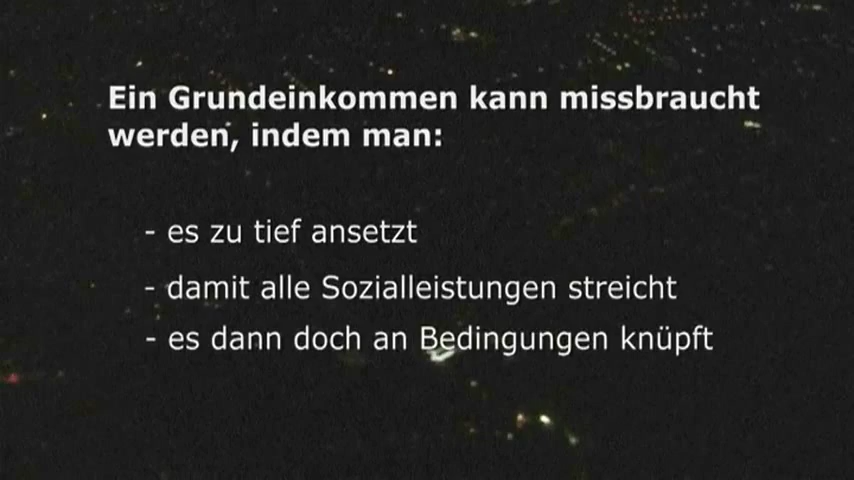 Ein Grundeinkommen kann missbraucht
werden, indem man:
- es zu tief ansetzt
- damit alle Sozialleistungen streicht
- es dann doch an Bedingungen knüpft